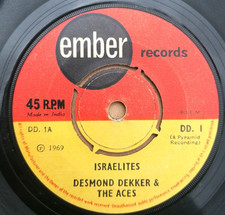 ember records
45 R.P.M
Made in India
DD. 1A
DD. 1
℗ 1969
(A Pyramid
Recording)
ISRAELITES
DESMOND DEKKER &
THE ACES